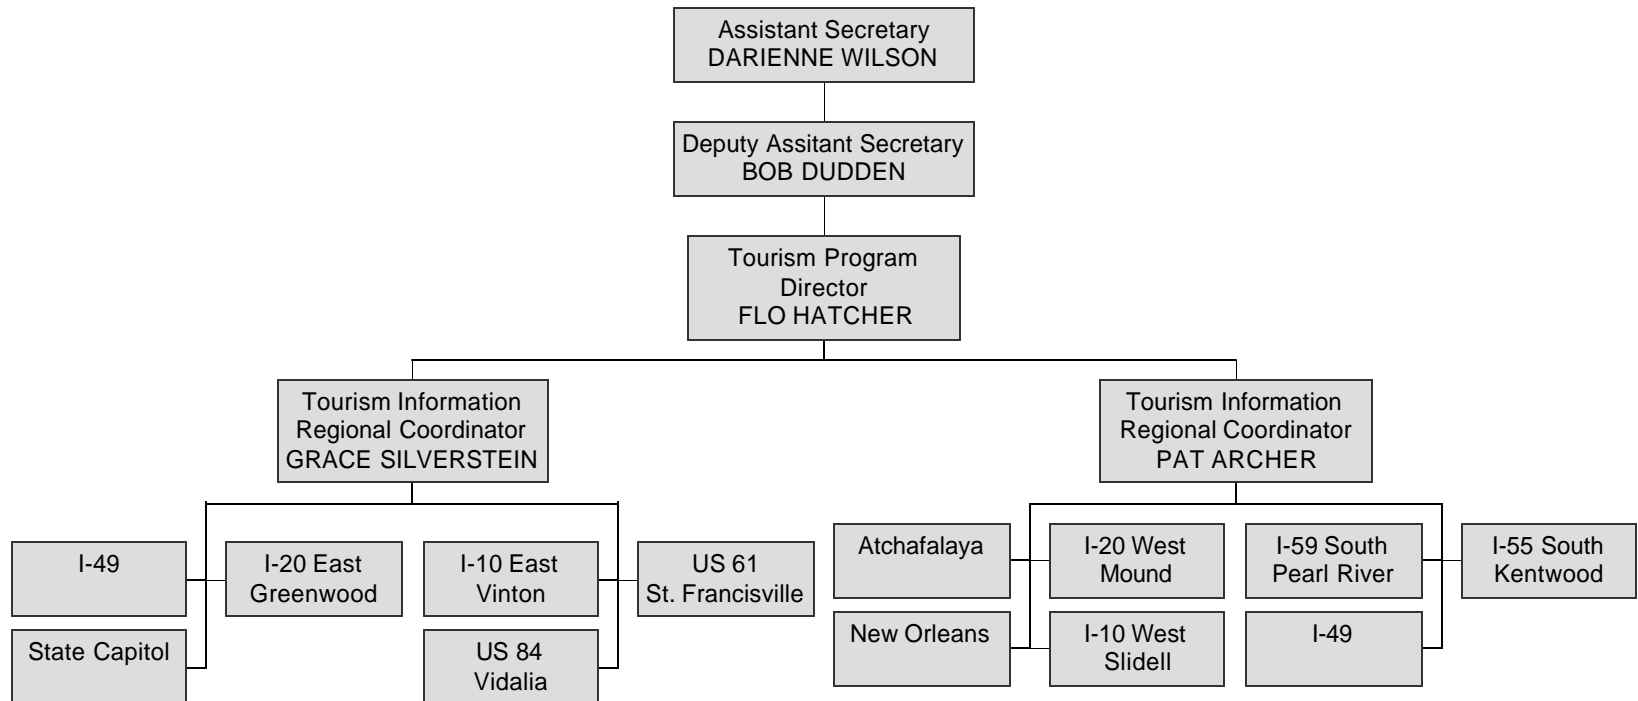 Assistant Secretary
DARIENNE WILSON
Deputy Assitant Secretary
BOB DUDDEN
Tourism Program
Director
FLO HATCHER
Tourism Information
Regional Coordinator
GRACE SILVERSTEIN
Tourism Information
Regional Coordinator
PAT ARCHER
I-49
I-20 East
Greenwood
I-10 East
Vinton
US 61
St. Francisville
State Capitol
US 84
Vidalia
Atchafalaya
I-20 West
Mound
I-59 South
Pearl River
I-55 South
Kentwood
New Orleans
I-10 West
Slidell
I-49